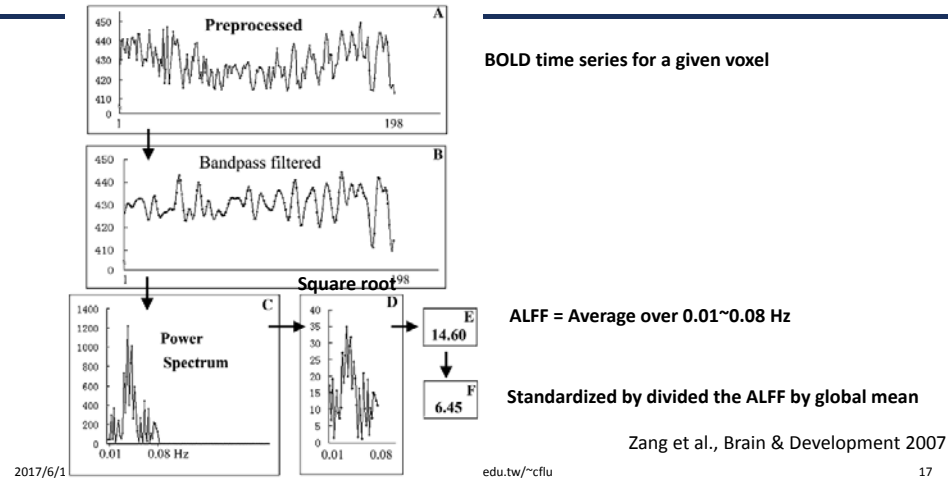 A
Preprocessed
450
440
430
420
410
0
1
198
BOLD time series for a given voxel
B
Bandpass filtered
450
440
430
420
410
0
1
198
Square root
C
1400
1200
1000
800
600
400
200
0
Power
Spectrum
0.01
0.08 Hz
D
40
35
30
25
20
15
10
5
0
0.01
0.08
E
14.60
F
6.45
ALFF = Average over 0.01~0.08 Hz
Standardized by divided the ALFF by global mean
Zang et al., Brain & Development 2007
2017/6/1
edu.tw/~cflu
17